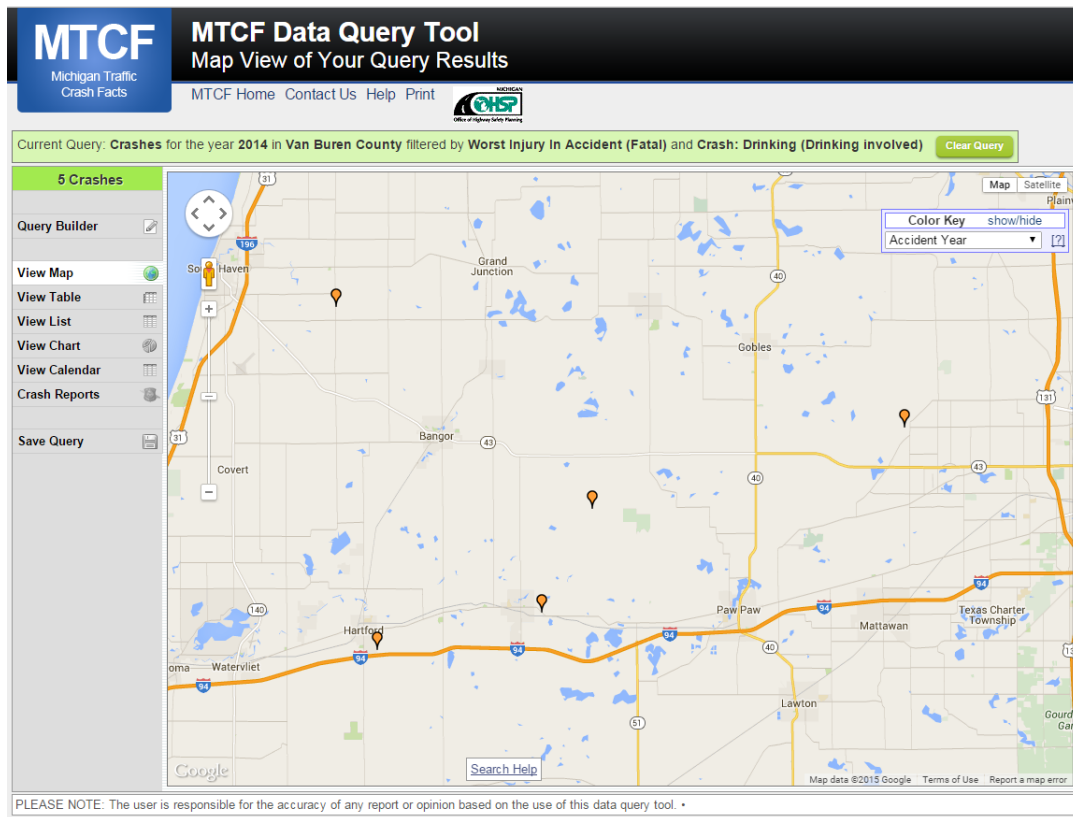 MTCF
Michigan Traffic
Crash Facts
MTCF Data Query Tool
Map View of Your Query Results
MTCF Home Contact Us Help Print
MICHIGAN
OHSP
Office of Highway Safety Planning
Current Query: Crashes for the year 2014 in Van Buren County filtered by Worst Injury In Accident (Fatal) and Crash: Drinking (Drinking involved)
Clear Query
5 Crashes
Query Builder
View Map
View Table
View List
View Chart
View Calendar
Crash Reports
Save Query
31
Map Satellite
Plainw
Color Key show/hide
Accident Year [?]
196
Grand
Junction
Haven
40
Gobles
131
31
Bangor
43
Covert
43
40
94
140
Paw Paw
94
Texas Charter
Township
Hartford
94
Mattawan
94
94
40
oma
Watervliet
94
Lawton
51
Gourd
Gar
Google
Search Help
Map data ©2015 Google Terms of Use Report a map error
PLEASE NOTE: The user is responsible for the accuracy of any report or opinion based on the use of this data query tool. •